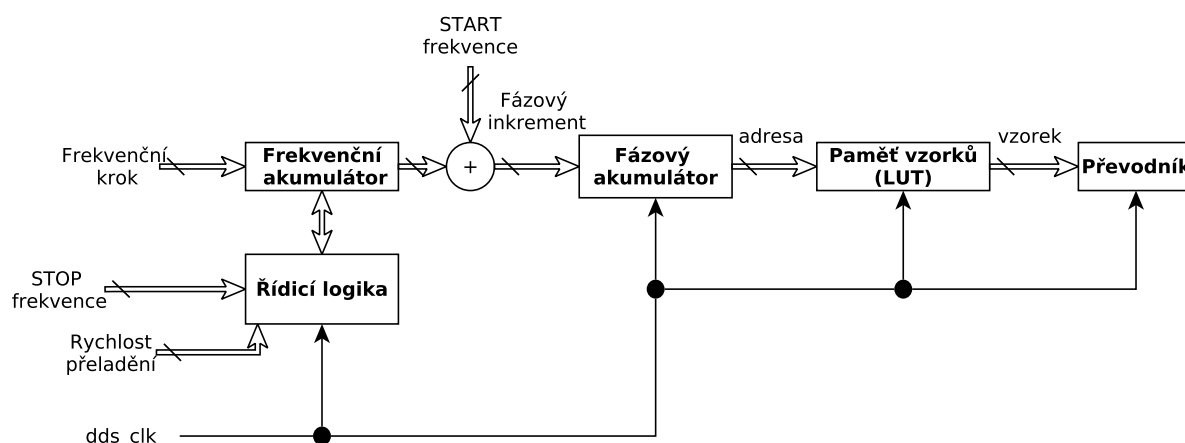 START
frekvence
Fázový
inkrement
Frekvenční
krok
Frekvenční
akumulátor
+
Fázový
akumulátor
adresa
Paměť vzorků
(LUT)
vzorek
Převodník
STOP
frekvence
Řídicí logika
Rychlost
přeladění
dds_clk